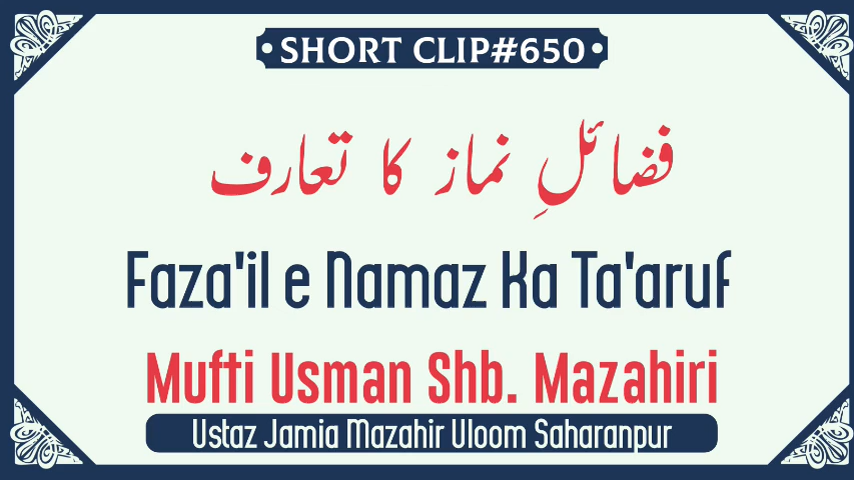 SHORT CLIP#650
فضائلِ نماز کا تعارف
Faza'il e Namaz Ka Ta'aruf
Mufti Usman Shb. Mazahiri
Ustaz Jamia Mazahir Uloom Saharanpur